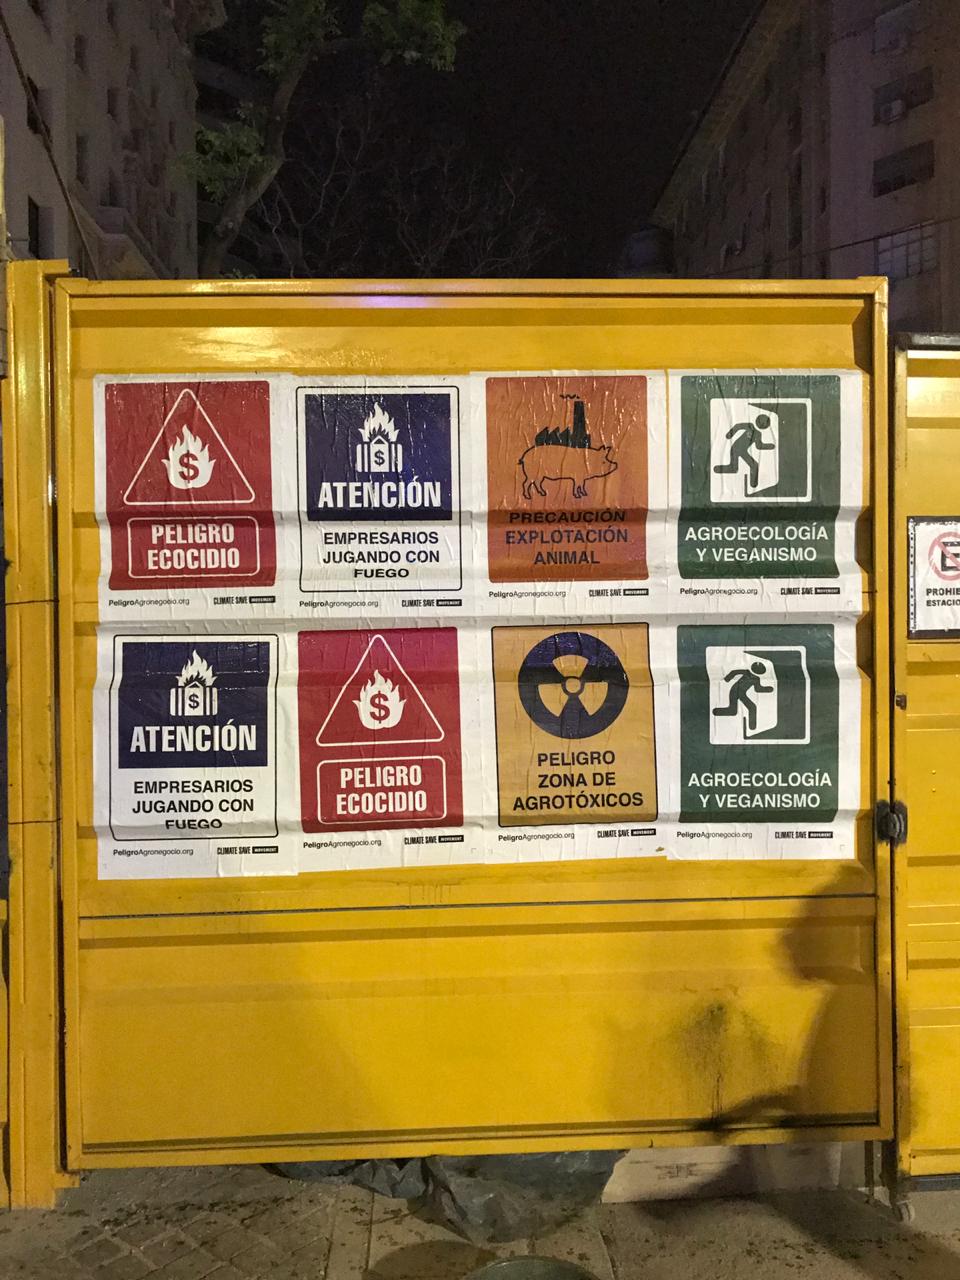 $
PELIGRO
ECOCIDIO
PeligroAgronegocio.org CLIMATE SAVE MOVEMENT
$
ATENCIÓN
EMPRESARIOS
JUGANDO CON
FUEGO
PeligroAgronegocio.org CLIMATE SAVE MOVEMENT
PRECAUCIÓN
EXPLOTACIÓN
ANIMAL
PeligroAgronegocio.org CLIMATE SAVE MOVEMENT
AGROECOLOGÍA
Y VEGANISMO
PeligroAgronegocio.org CLIMATE SAVE MOVEMENT
E
PROHIB
ESTACIO
$
ATENCIÓN
EMPRESARIOS
JUGANDO CON
FUEGO
PeligroAgronegocio.org CLIMATE SAVE MOVEMENT
$
PELIGRO
ECOCIDIO
PeligroAgronegocio.org CLIMATE SAVE MOVEMENT
PELIGRO
ZONA DE
AGROTÓXICOS
PeligroAgronegocio.org CLIMATE SAVE MOVEMENT
AGROECOLOGÍA
Y VEGANISMO
PeligroAgronegocio.org CLIMATE SAVE MOVEMENT